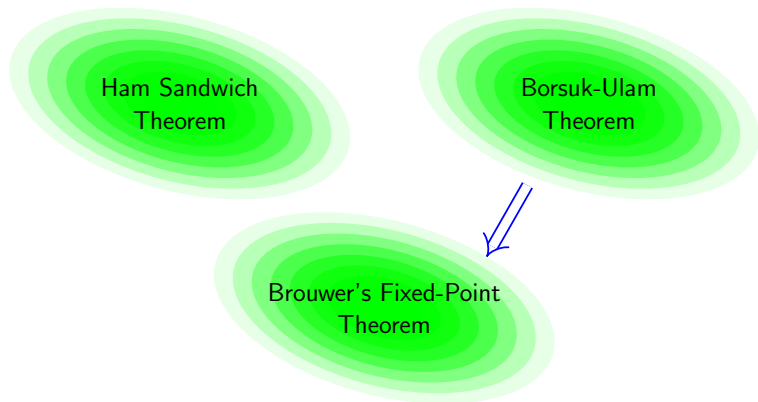 Ham Sandwich
Theorem
Borsuk-Ulam
Theorem
Brouwer's Fixed-Point
Theorem